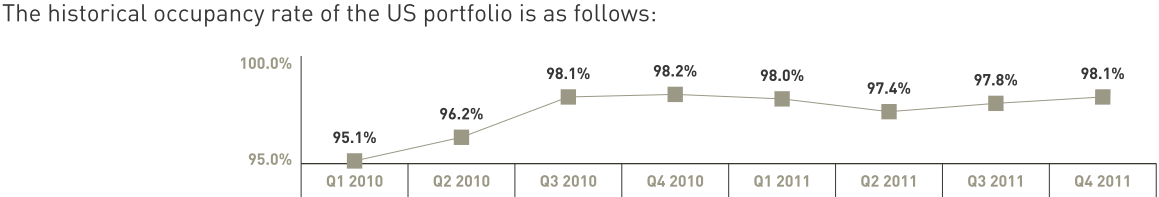 The historical occupancy rate of the US portfolio is as follows:
100.0%
95.0%
95.1%
96.2%
98.1%
98.2%
98.0%
97.4%
97.8%
98.1%
Q1 2010
Q2 2010
Q3 2010
Q4 2010
Q1 2011
Q2 2011
Q3 2011
Q4 2011